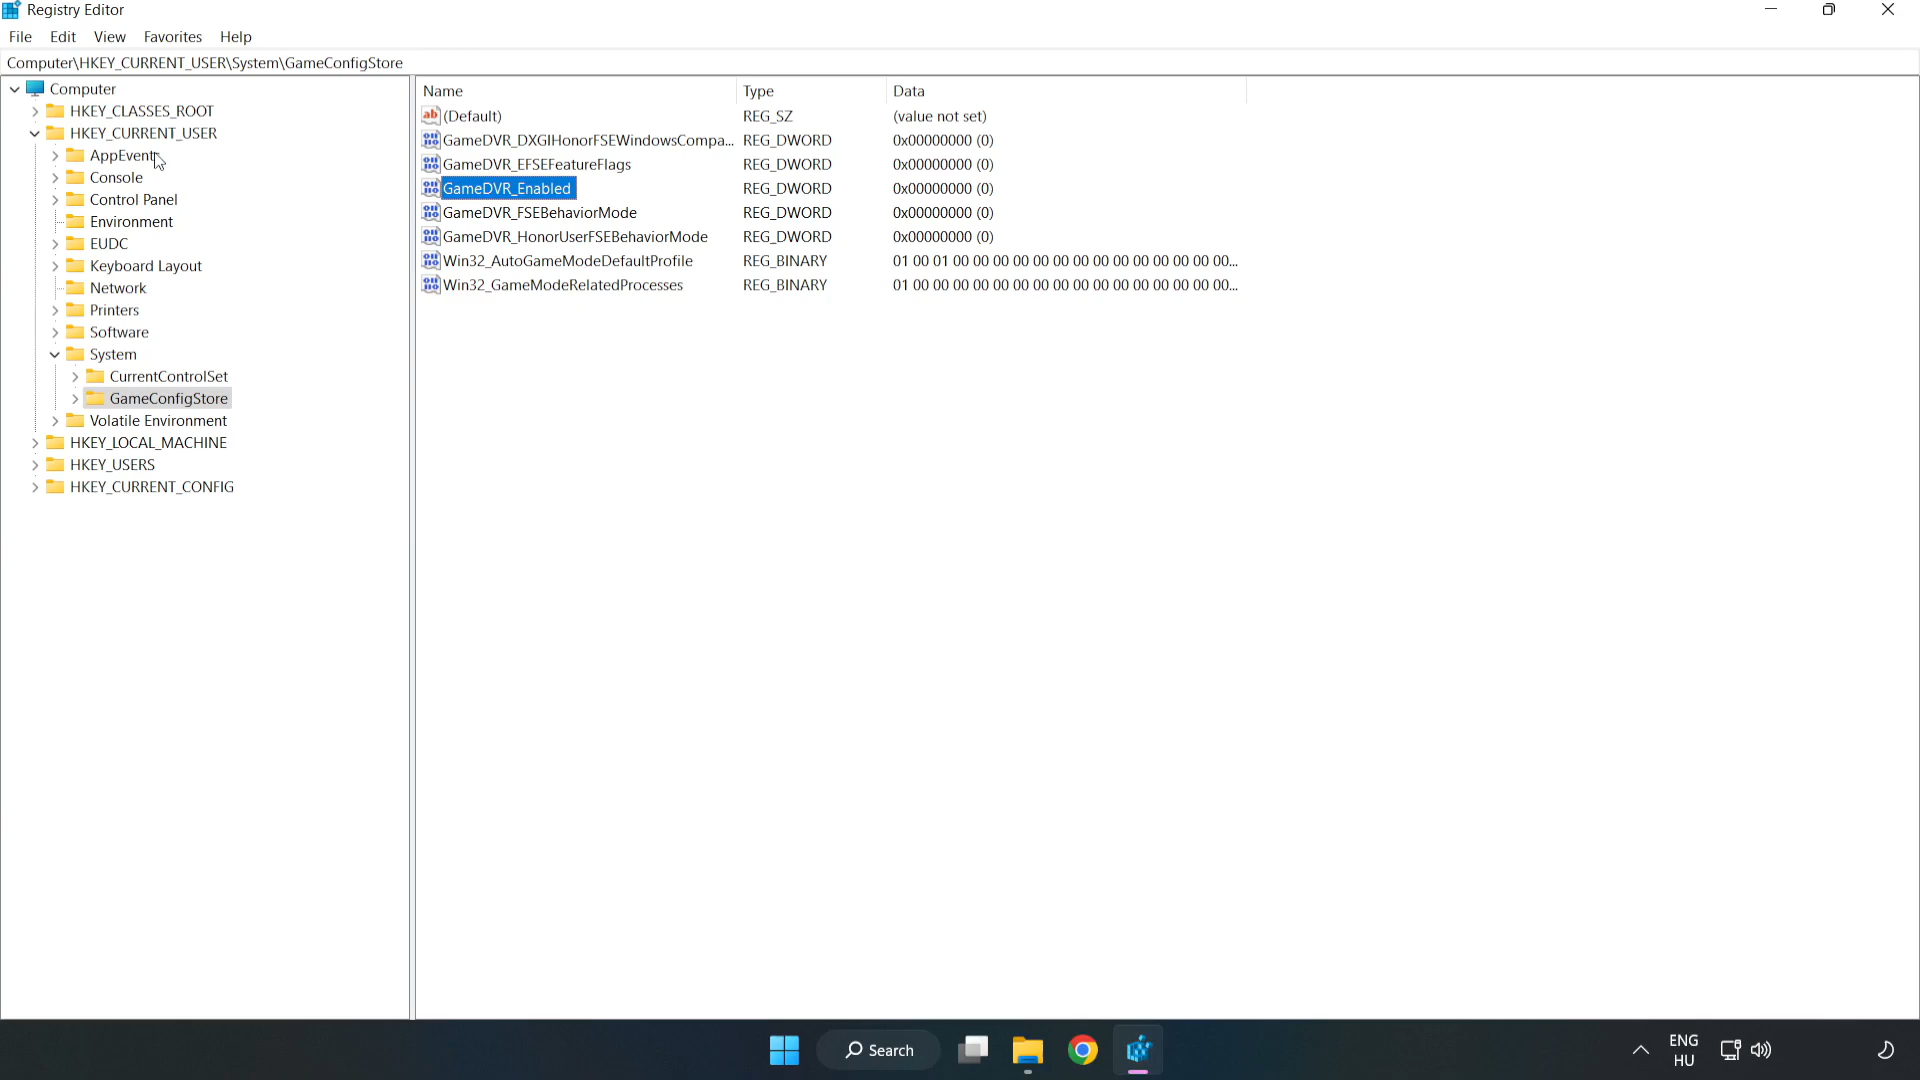 Registry Editor
File Edit View Favorites Help
Computer\HKEY_CURRENT_USER\System\GameConfigStore
Computer
HKEY_CLASSES_ROOT
HKEY_CURRENT_USER
AppEvents
Console
Control Panel
Environment
EUDC
Keyboard Layout
Network
Printers
Software
System
CurrentControlSet
GameConfigStore
Volatile Environment
HKEY_LOCAL_MACHINE
HKEY_USERS
HKEY_CURRENT_CONFIG
Name Type Data
(Default) REG_SZ (value not set)
GameDVR_DXGIHonorFSEWindowsCompa... REG_DWORD 0x00000000 (0)
GameDVR_EFSEFeatureFlags REG_DWORD 0x00000000 (0)
GameDVR_Enabled REG_DWORD 0x00000000 (0)
GameDVR_FSEBehaviorMode REG_DWORD 0x00000000 (0)
GameDVR_HonorUserFSEBehaviorMode REG_DWORD 0x00000000 (0)
Win32_AutoGameModeDefaultProfile REG_BINARY 01 00 01 00 00 00 00 00 00 00 00 00 00 00 00 00 00...
Win32_GameModeRelatedProcesses REG_BINARY 01 00 00 00 00 00 00 00 00 00 00 00 00 00 00 00 00...
Search
ENG
HU